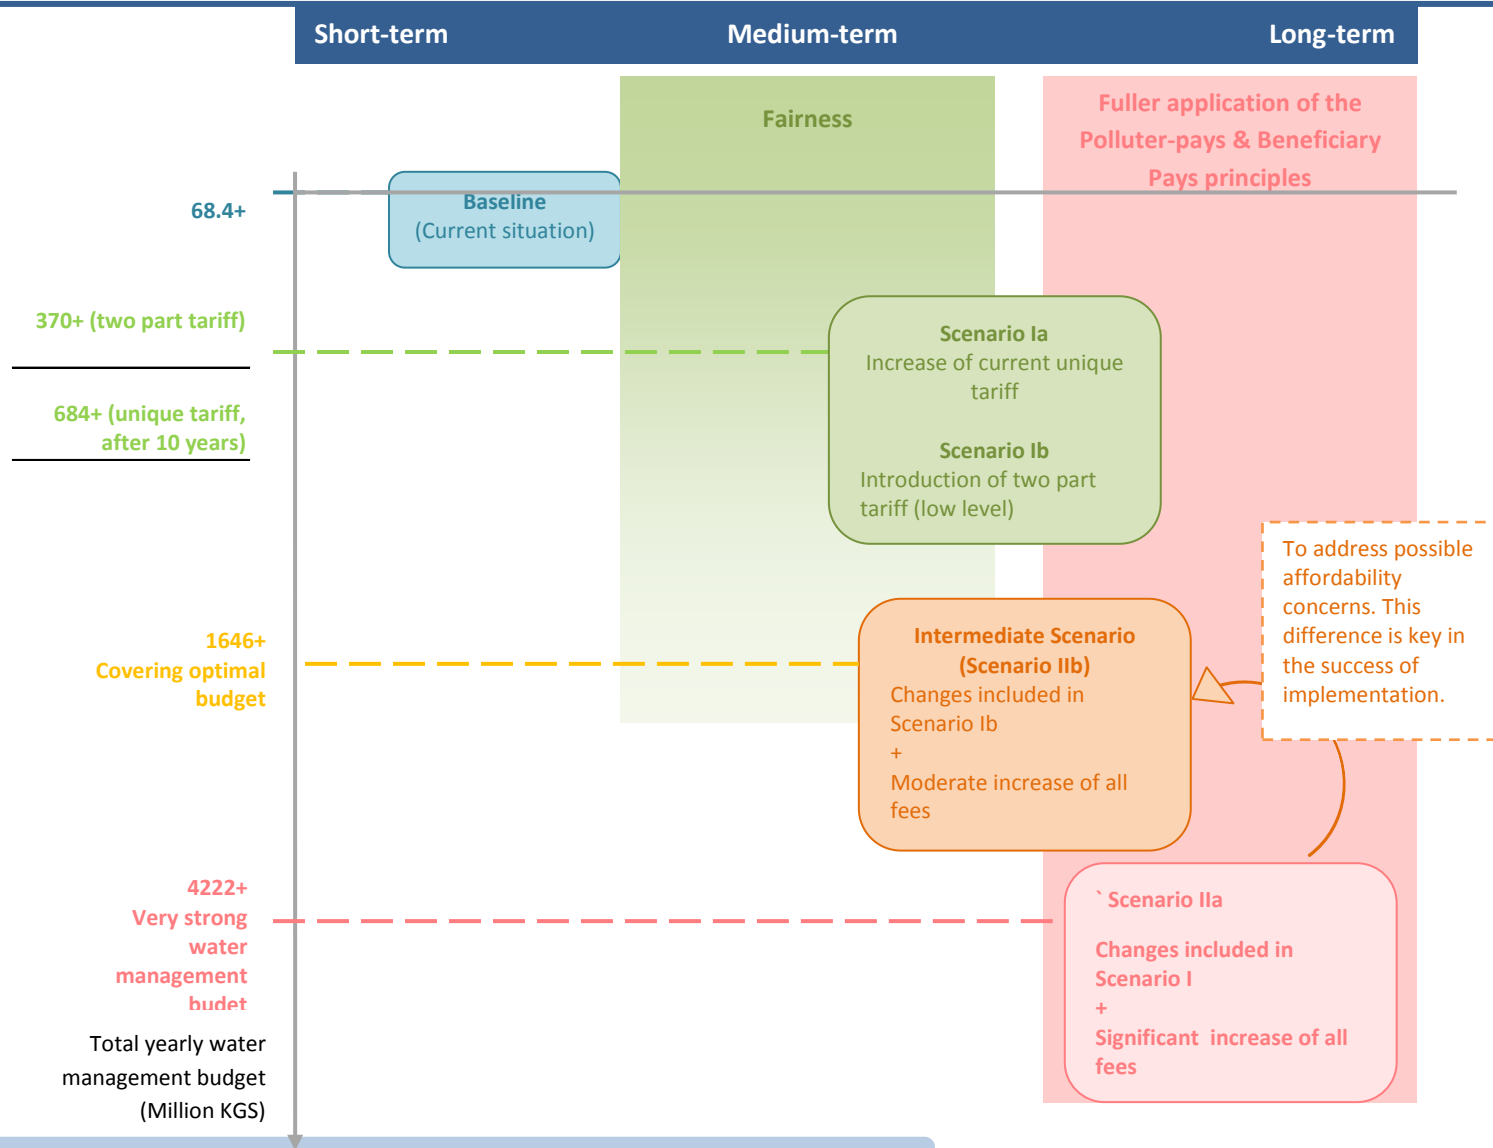 Short-term Medium-term Long-term
Fairness
Fuller application of the
Polluter-pays & Beneficiary
Pays principles
68.4+
Baseline
(Current situation)
370+ (two part tariff)
684+ (unique tariff,
after 10 years)
Scenario Ia
Increase of current unique
tariff
Scenario Ib
Introduction of two part
tariff (low level)
To address possible
affordability
concerns. This
difference is key in
the success of
implementation.
1646+
Covering optimal
budget
Intermediate Scenario
(Scenario IIb)
Changes included in
Scenario Ib
+
Moderate increase of all
fees
4222+
Very strong
water
management
budet
` Scenario IIa
Changes included in
Scenario I
+
Significant  increase of all
fees
Total yearly water
management budget
(Million KGS)